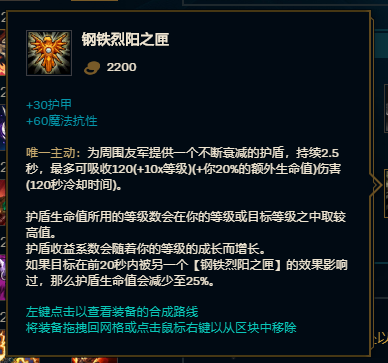 钢铁烈阳之匣
2200
+30护甲
+60魔法抗性
唯一主动：为周围友军提供一个不断衰减的护盾，持续2.5
秒，最多可吸收120(+10x等级)(+你20%的额外生命值)伤害
(120秒冷却时间)。
护盾生命值所用的等级数会在你的等级或目标等级之中取较
高值。
护盾收益系数会随着你的等级的成长而增长。
如果目标在前20秒内被另一个【钢铁烈阳之匣】的效果影响
过，那么护盾生命值会减少至25%。
左键点击以查看装备的合成路线
将装备拖拽回网格或点击鼠标右键以从区块中移除